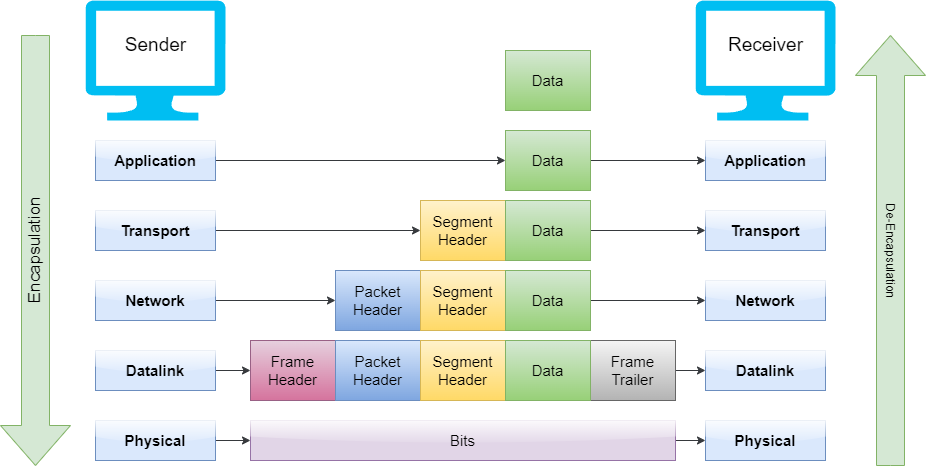 Sender
Receiver
Data
Application
Data
Application
Transport
Segment
Header
Data
Transport
Encapsulation
De-Encapsulation
Network
Packet
Header
Segment
Header
Data
Network
Datalink
Frame
Header
Packet
Header
Segment
Header
Data
Frame
Trailer
Datalink
Physical
Bits
Physical